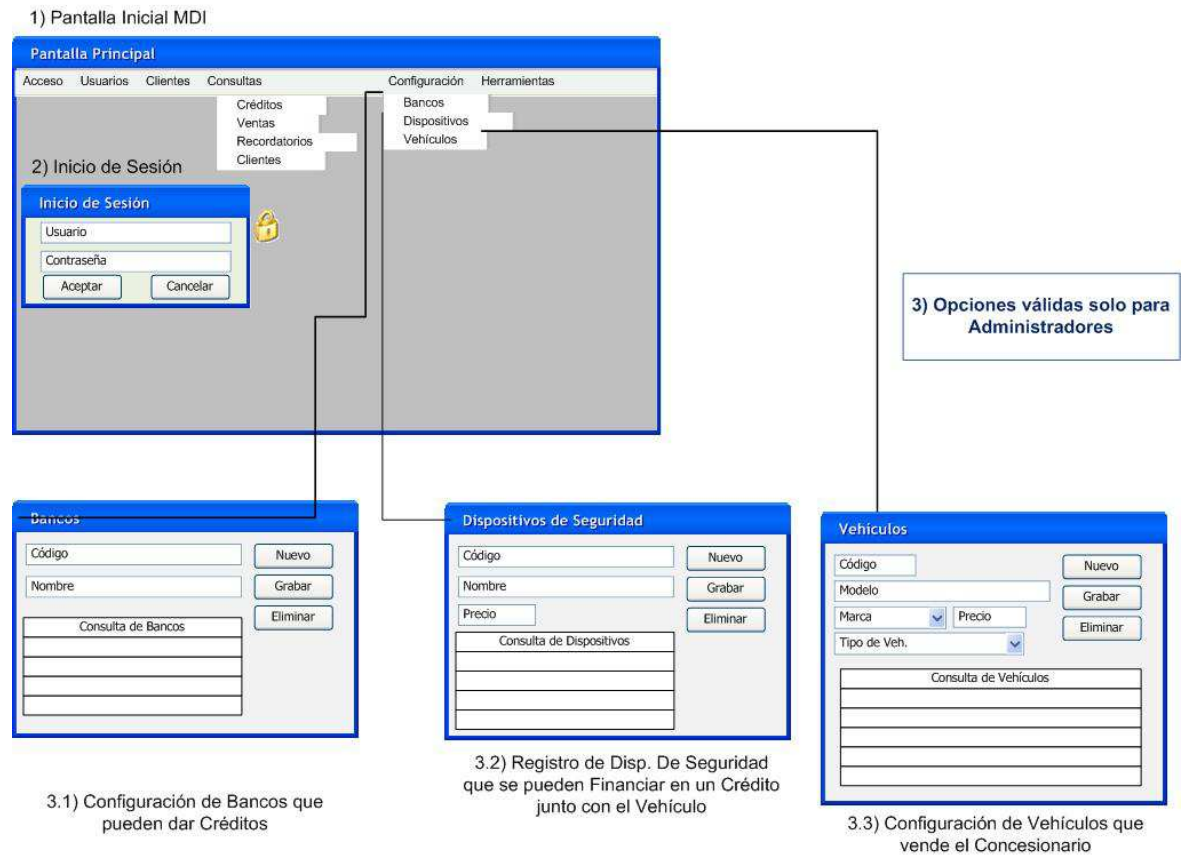 1) Pantalla Inicial MDI
Pantalla Principal
Acceso Usuarios Clientes Consultas Configuración Herramientas
Créditos
Ventas
Recordatorios
Clientes
Bancos
Dispositivos
Vehículos
2) Inicio de Sesión
Inicio de Sesión
Usuario
Contraseña
Aceptar Cancelar
3) Opciones válidas solo para
Administradores
Bancos
Código
Nombre
Nuevo
Grabar
Eliminar
Consulta de Bancos
3.1) Configuración de Bancos que
pueden dar Créditos
Dispositivos de Seguridad
Código
Nombre
Precio
Nuevo
Grabar
Eliminar
Consulta de Dispositivos
3.2) Registro de Disp. De Seguridad
que se pueden Financiar en un Crédito
junto con el Vehículo
Vehículos
Código
Modelo
Marca Precio
Tipo de Veh.
Nuevo
Grabar
Eliminar
Consulta de Vehículos
3.3) Configuración de Vehículos que
vende el Concesionario